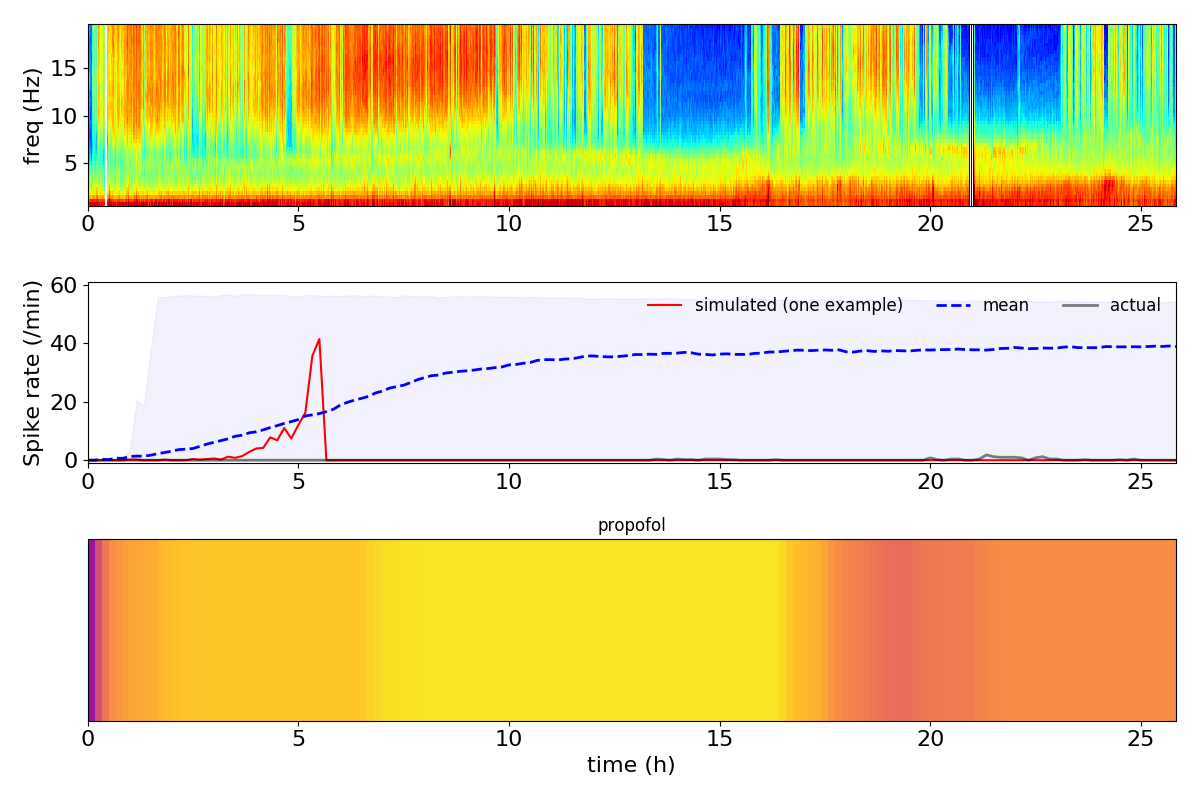 freq (Hz)
15
10
5
0 5 10 15 20 25
Spike rate (/min)
60
40
20
0
simulated (one example) mean actual
0 5 10 15 20 25
propofol
0 5 10 15 20 25
time (h)